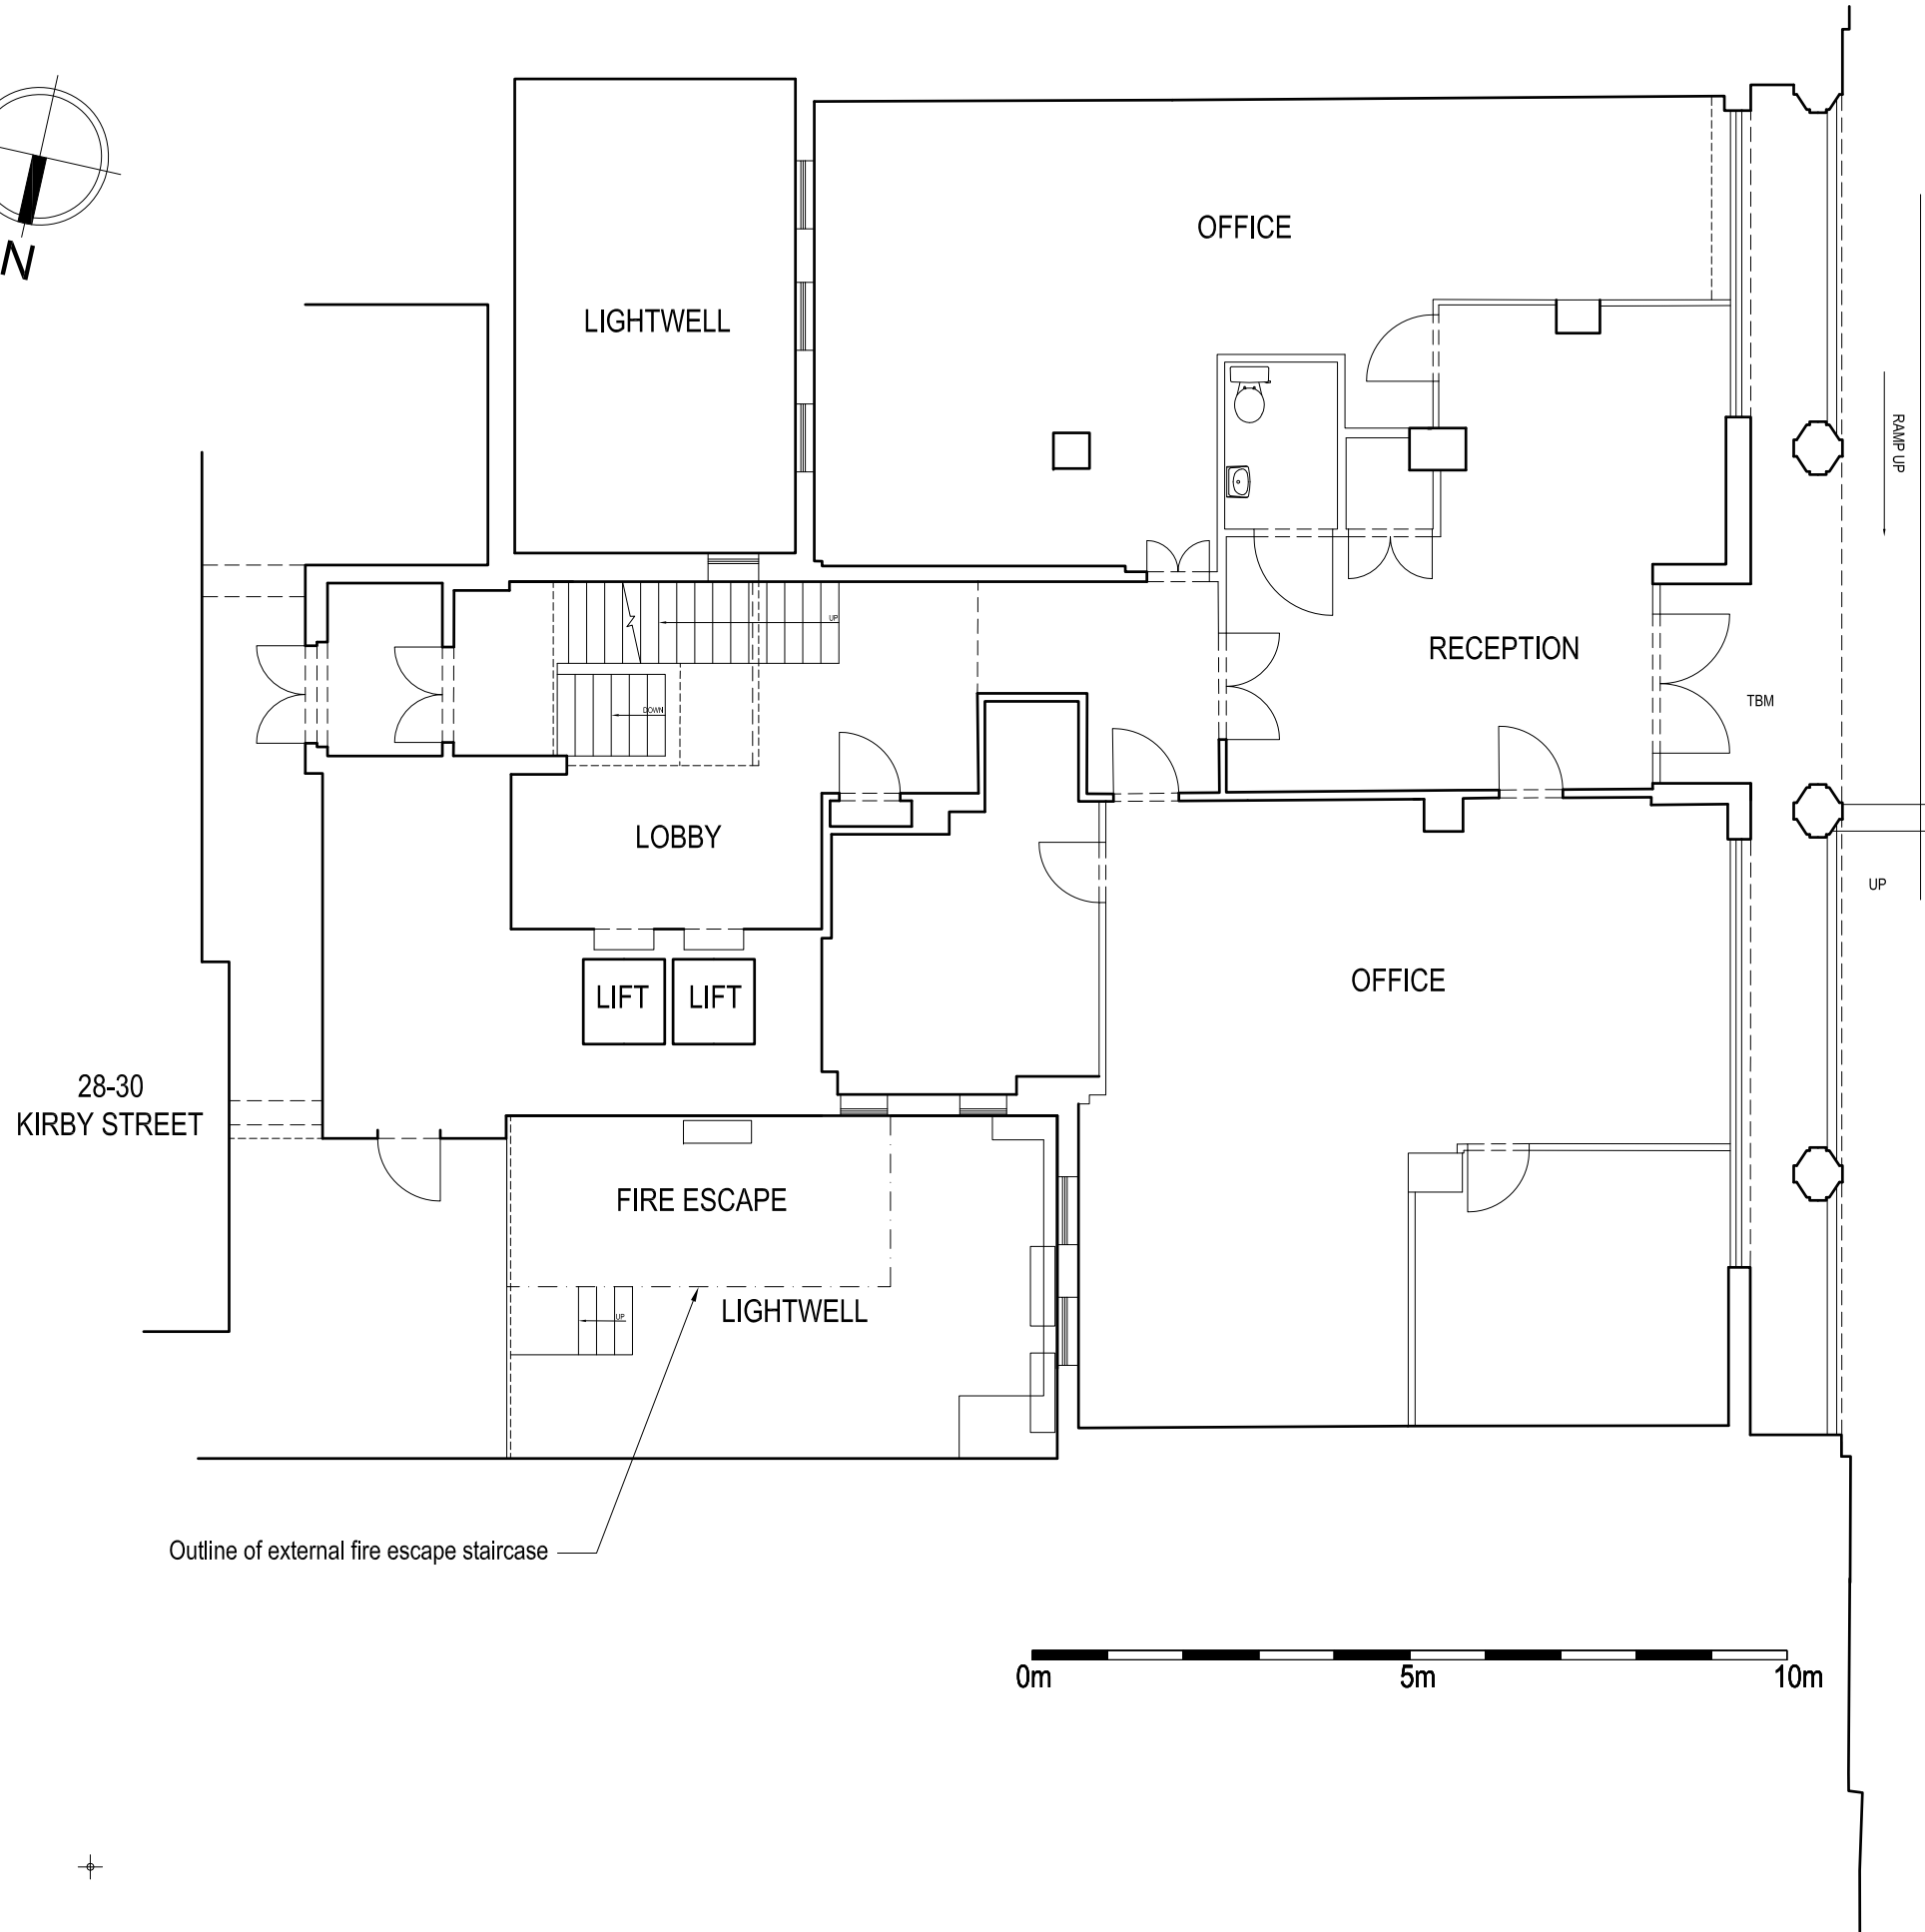 N
OFFICE
LIGHTWELL
RAMP UP
UP
RECEPTION
TBM
DOWN
LOBBY
UP
OFFICE
LIFT
LIFT
28-30
KIRBY STREET
FIRE ESCAPE
LIGHTWELL
UP
Outline of external fire escape staircase
0m
5m
10m